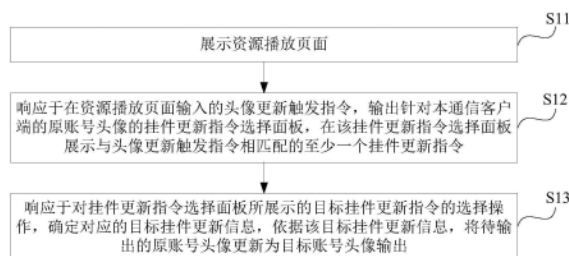 S11
展示资源播放页面
S12
响应于在资源播放页面输入的头像更新触发指令，输出针对本通信客户
端的原账号头像的挂件更新指令选择面板，在该挂件更新指令选择面板
展示与头像更新触发指令相匹配的至少一个挂件更新指令
S13
响应于对挂件更新指令选择面板所展示的目标挂件更新指令的选择操
作，确定对应的目标挂件更新信息，依据该目标挂件更新信息，将待输
出的原账号头像更新为目标账号头像输出